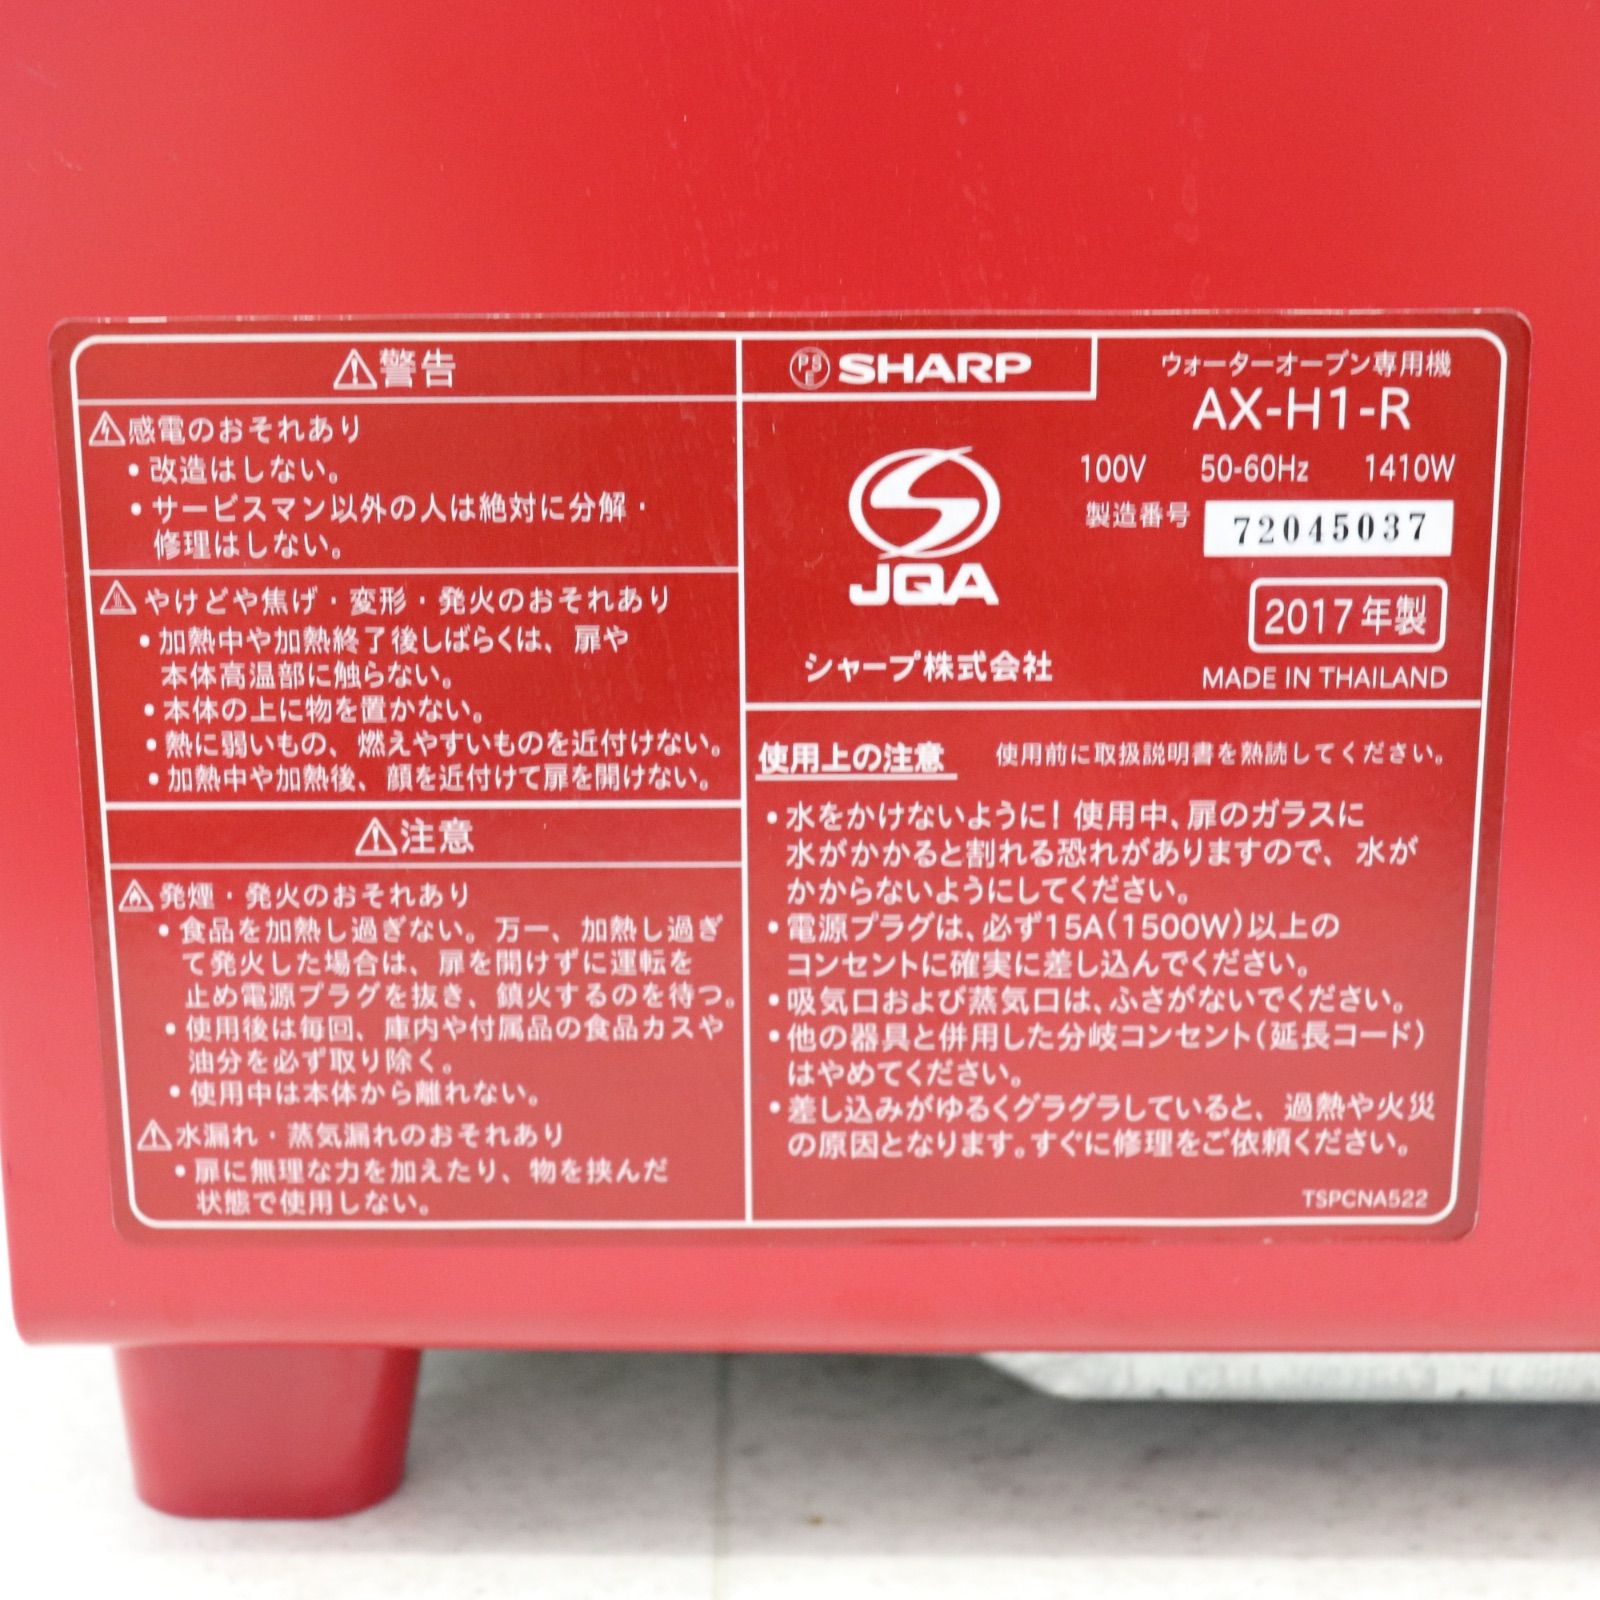 ⚠警告
感電のおそれあり
•改造はしない。
•サービスマン以外の人は絶対に分解・
修理はしない。
やけどや焦げ・変形・発火のおそれあり
•加熱中や加熱終了後しばらくは、扉や
本体高温部に触らない。
•本体の上に物を置かない。
•熱に弱いもの、燃えやすいものを近付けない。
•加熱中や加熱後、顔を近付けて扉を開けない。
⚠注意
発煙・発火のおそれあり
•食品を加熱し過ぎない。万一、加熱し過ぎ
て発火した場合は、扉を開けずに運転を
止め電源プラグを抜き、鎮火するのを待つ。
•使用後は毎回、庫内や付属品の食品カスや
油分を必ず取り除く。
•使用中は本体から離れない。
⚠水漏れ・蒸気漏れのおそれあり
•扉に無理な力を加えたり、物を挟んだ
状態で使用しない。
PSE SHARP
ウォーターオーブン専用機
AX-H1-R
100V 50-60Hz 1410W
製造番号 72045037
JQA
2017年製
シャープ株式会社
MADE IN THAILAND
使用上の注意 使用前に取扱説明書を熟読してください。
•水をかけないように!使用中、扉のガラスに
水がかかると割れる恐れがありますので、水が
かからないようにしてください。
•電源プラグは、必ず15A(1500W)以上の
コンセントに確実に差し込んでください。
•吸気口および蒸気口は、ふさがないでください。
•他の器具と併用した分岐コンセント(延長コード)
はやめてください。
•差し込みがゆるくグラグラしていると、過熱や火災
の原因となります。すぐに修理をご依頼ください。
TSPCNA522